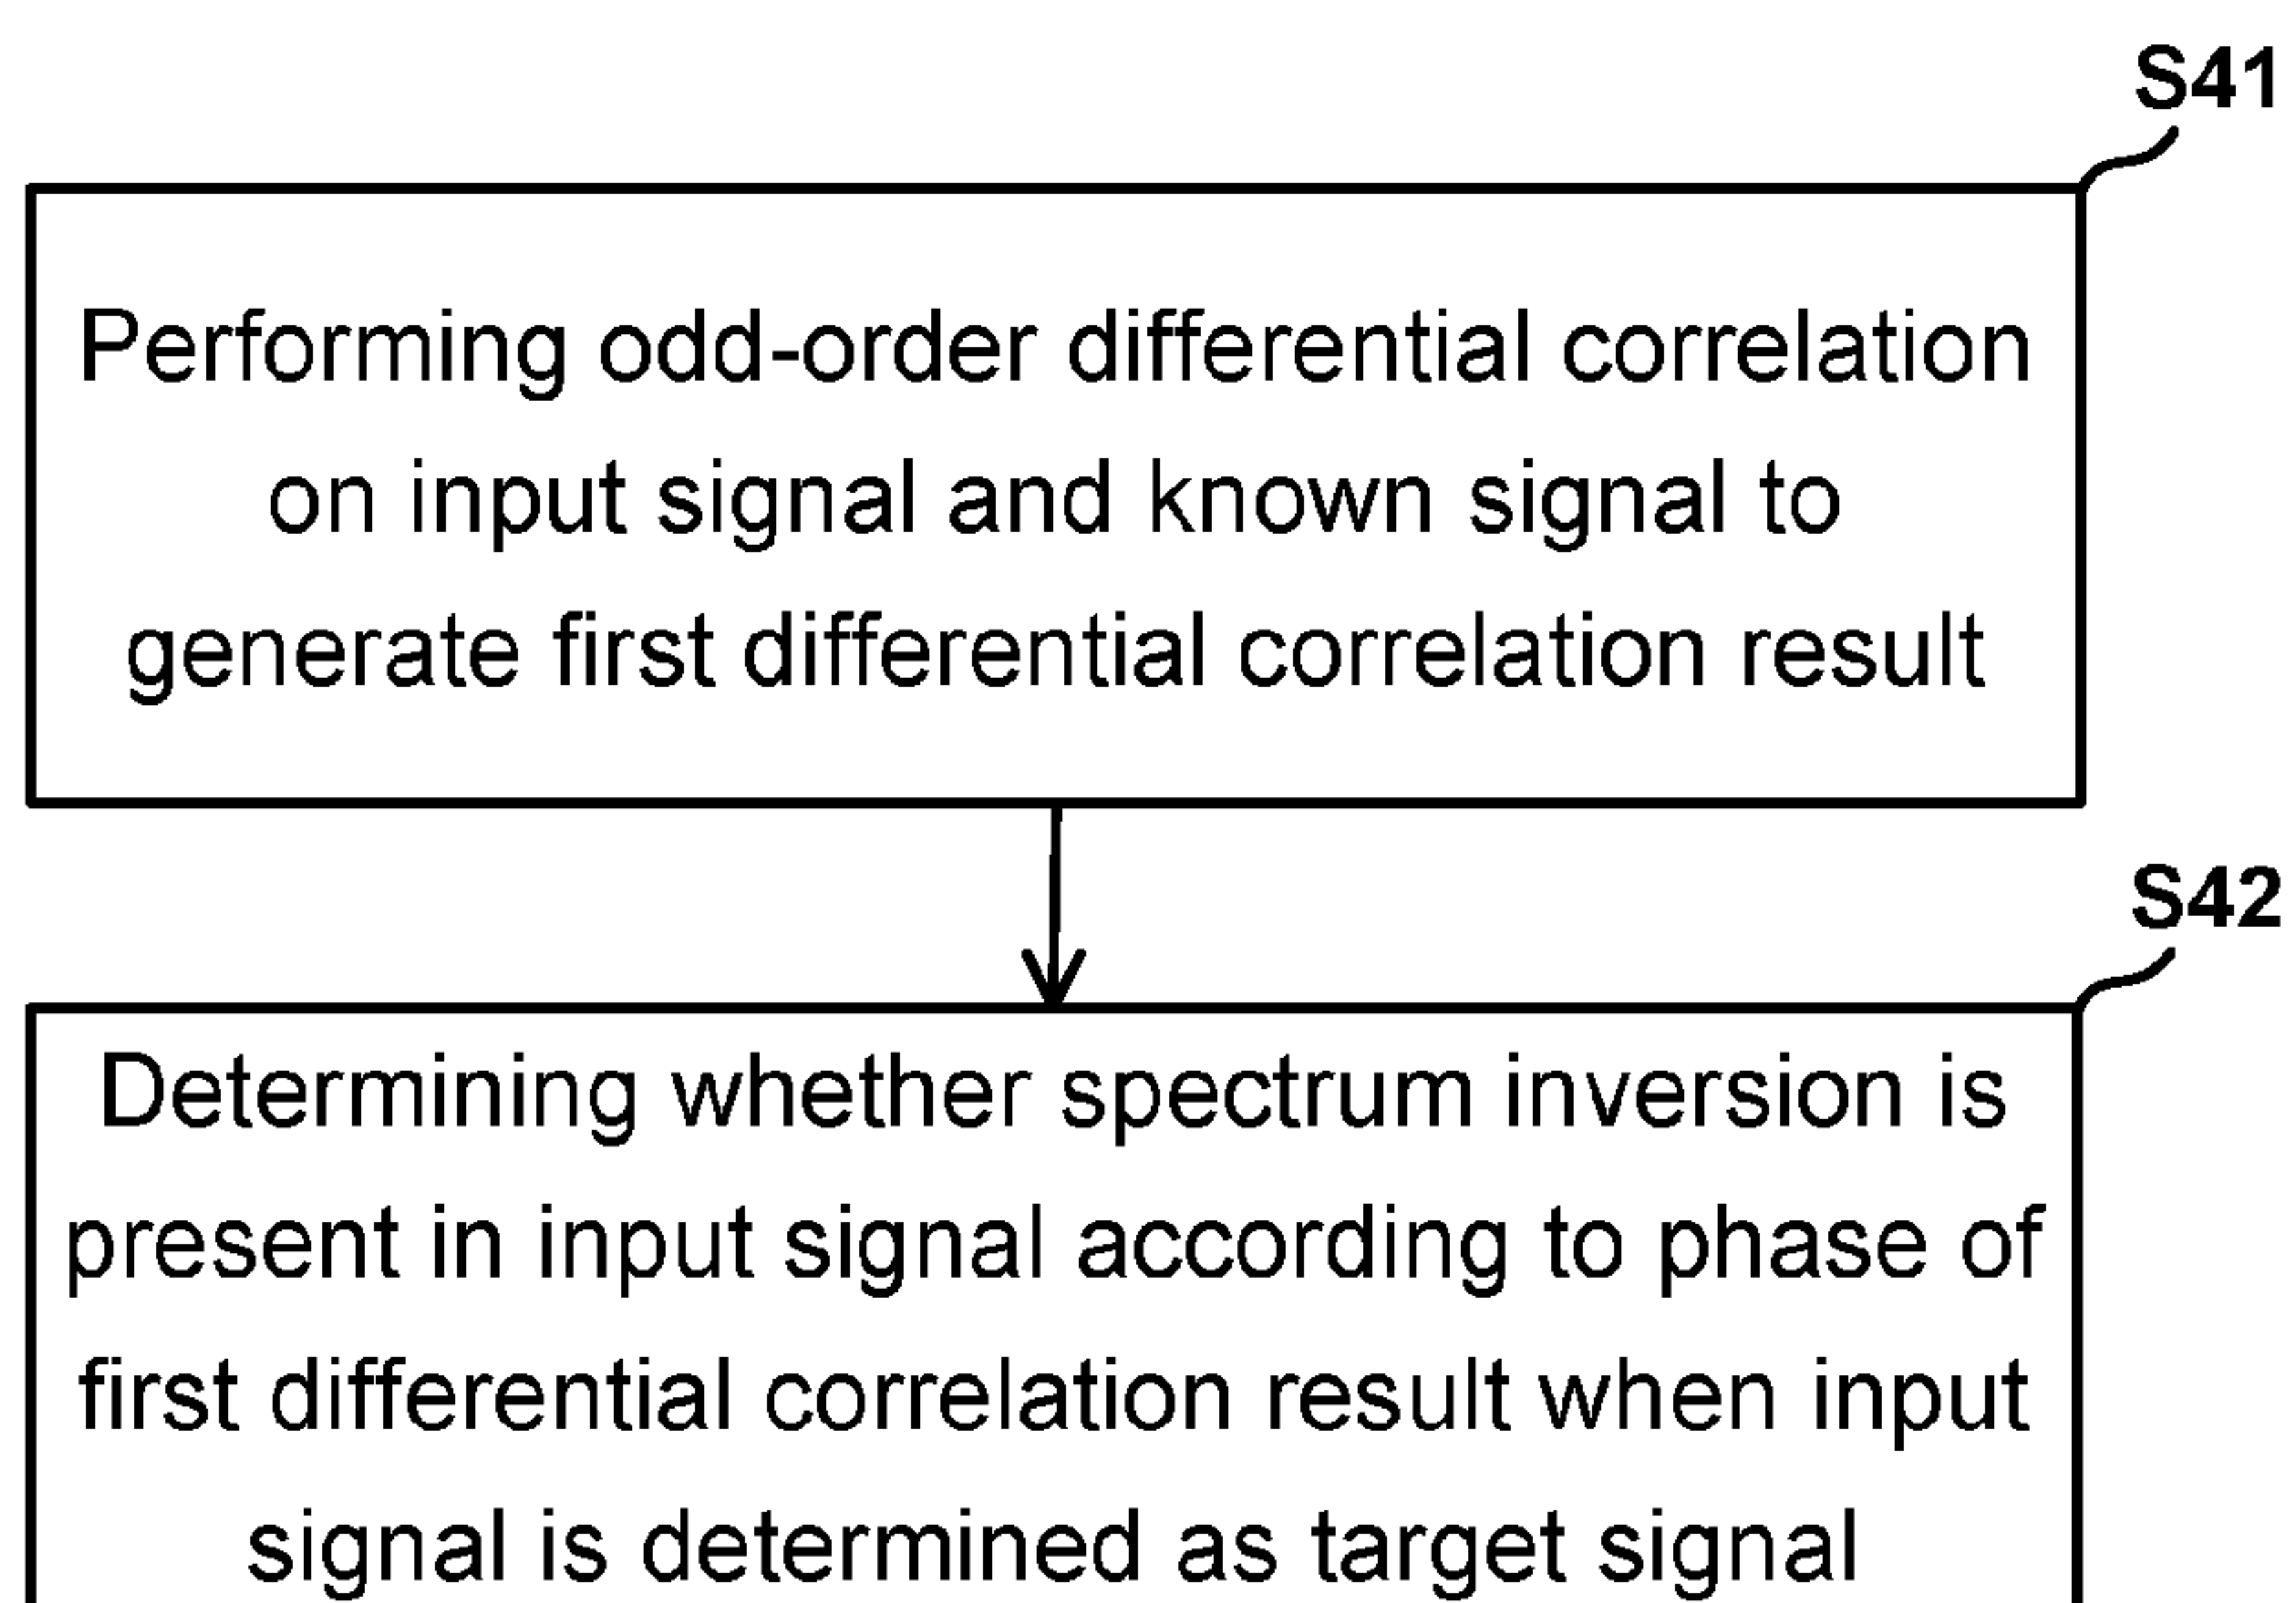 S41
Performing odd-order differential correlation
on input signal and known signal to
generate first differential correlation result
S42
Determining whether spectrum inversion is
present in input signal according to phase of
first differential correlation result when input
signal is determined as target signal